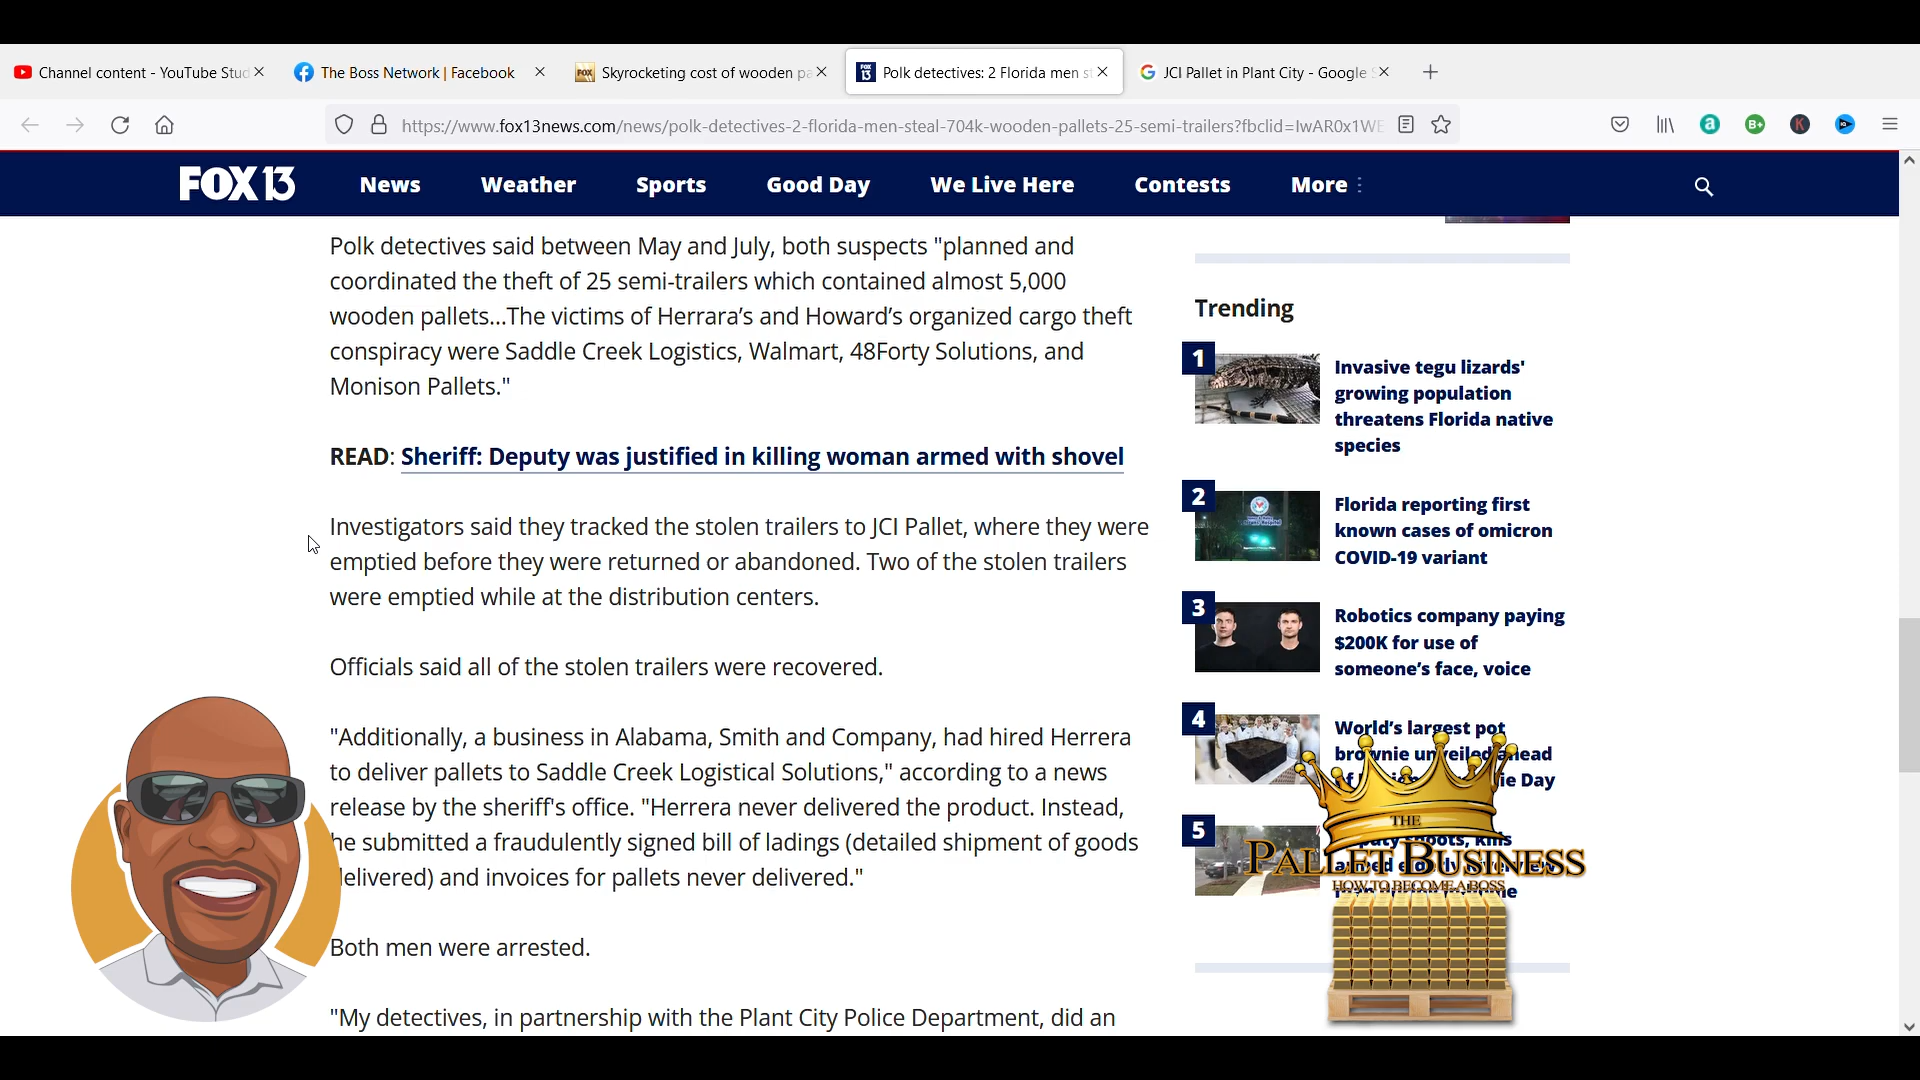 Channel content - YouTube Stud
The Boss Network | Facebook
Skyrocketing cost of wooden pa
Polk detectives: 2 Florida men st
JCI Pallet in Plant City - Google S
https://www.fox13news.com/news/polk-detectives-2-florida-men-steal-704k-wooden-pallets-25-semi-trailers?fbclid=IwAR0x1WE
FOX 13
News
Weather
Sports
Good Day
We Live Here
Contests
More
Polk detectives said between May and July, both suspects "planned and
coordinated the theft of 25 semi-trailers which contained almost 5,000
wooden pallets...The victims of Herrara's and Howard's organized cargo theft
conspiracy were Saddle Creek Logistics, Walmart, 48Forty Solutions, and
Monison Pallets."
READ: Sheriff: Deputy was justified in killing woman armed with shovel
Investigators said they tracked the stolen trailers to JCI Pallet, where they were
emptied before they were returned or abandoned. Two of the stolen trailers
were emptied while at the distribution centers.
Officials said all of the stolen trailers were recovered.
"Additionally, a business in Alabama, Smith and Company, had hired Herrera
to deliver pallets to Saddle Creek Logistical Solutions," according to a news
release by the sheriff's office. "Herrera never delivered the product. Instead,
he submitted a fraudulently signed bill of ladings (detailed shipment of goods
delivered) and invoices for pallets never delivered."
Both men were arrested.
"My detectives, in partnership with the Plant City Police Department, did an
Trending
1
Invasive tegu lizards'
growing population
threatens Florida native
species
2
Florida reporting first
known cases of omicron
COVID-19 variant
3
Robotics company paying
$200K for use of
someone's face, voice
4
World's largest pot
brownie unveiled ahead
Day
5
shoots, kills
THE
PALLET BUSINESS
HOW TO BECOME A BOSS